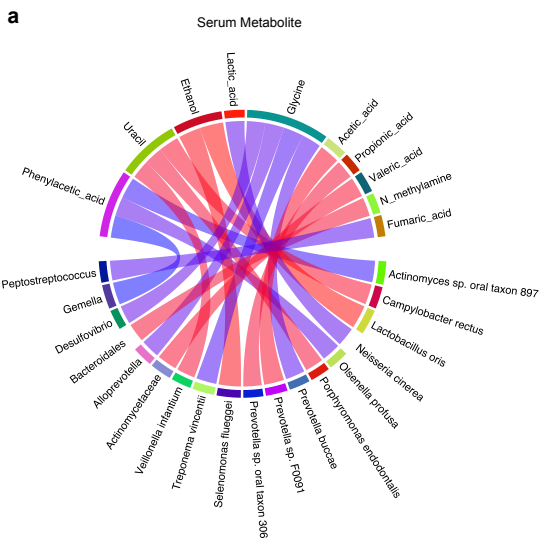 a
Serum Metabolite
Phenylacetic_acid
Uracil
Ethanol
Lactic_acid
Glycine
Acetic_acid
Propionic_acid
Valeric_acid
N_methylamine
Fumaric_acid
Actinomyces sp. oral taxon 897
Campylobacter rectus
Lactobacillus oris
Neisseria cinerea
Olsenella profusa
Porphyromonas endodontalis
Prevotella buccae
Prevotella sp. F0091
Prevotella sp. oral taxon 306
Selenomonas flueggei
Treponema vincentii
Veillonella infantium
Actinomycetaceae
Alloprevotella
Bacteroidales
Desulfovibrio
Gemella
Peptostreptococcus